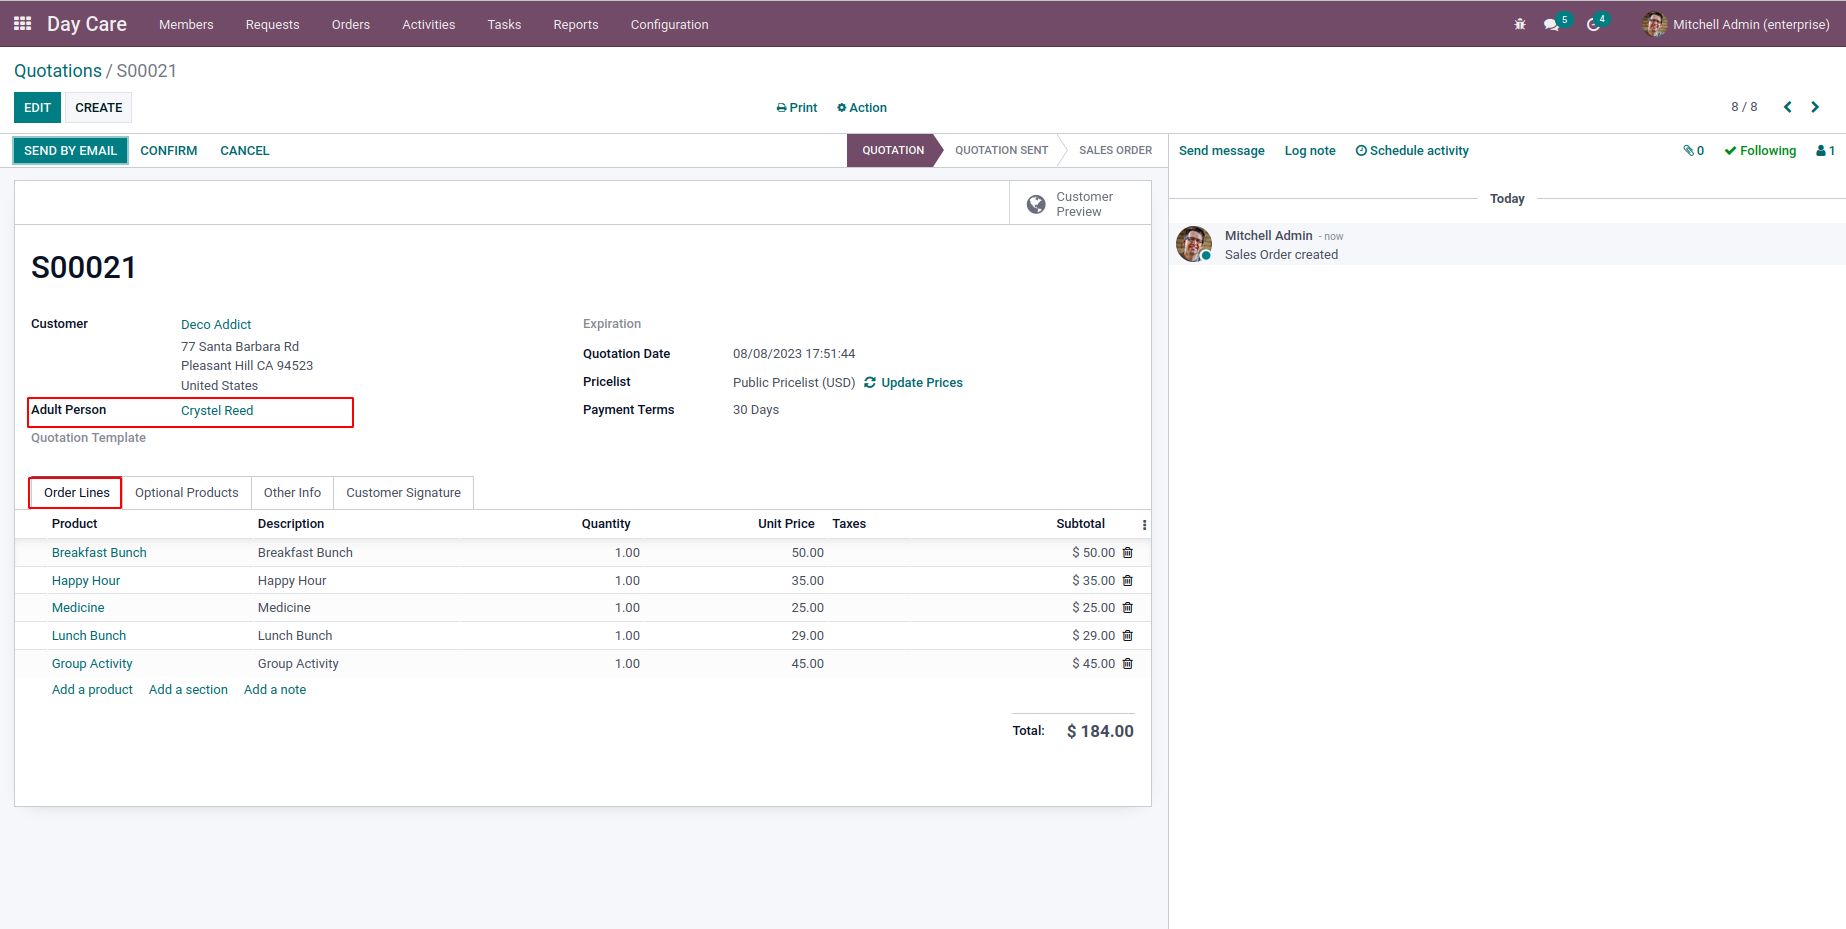 Day Care Members Requests Orders Activities Tasks Reports Configuration 5 4 Mitchell Admin (enterprise)
Quotations / S00021
EDIT CREATE Print Action 8 / 8
SEND BY EMAIL CONFIRM CANCEL QUOTATION QUOTATION SENT SALES ORDER
Send message Log note Schedule activity 0 Following 1
Customer
Preview
Today
Mitchell Admin - now
Sales Order created
S00021
Customer Deco Addict
77 Santa Barbara Rd
Pleasant Hill CA 94523
United States
Adult Person Crystel Reed
Quotation Template
Expiration
Quotation Date 08/08/2023 17:51:44
Pricelist Public Pricelist (USD) Update Prices
Payment Terms 30 Days
Order Lines Optional Products Other Info Customer Signature
Product Description Quantity Unit Price Taxes Subtotal
Breakfast Bunch Breakfast Bunch 1.00 50.00 $ 50.00
Happy Hour Happy Hour 1.00 35.00 $ 35.00
Medicine Medicine 1.00 25.00 $ 25.00
Lunch Bunch Lunch Bunch 1.00 29.00 $ 29.00
Group Activity Group Activity 1.00 45.00 $ 45.00
Add a product Add a section Add a note
Total: $ 184.00